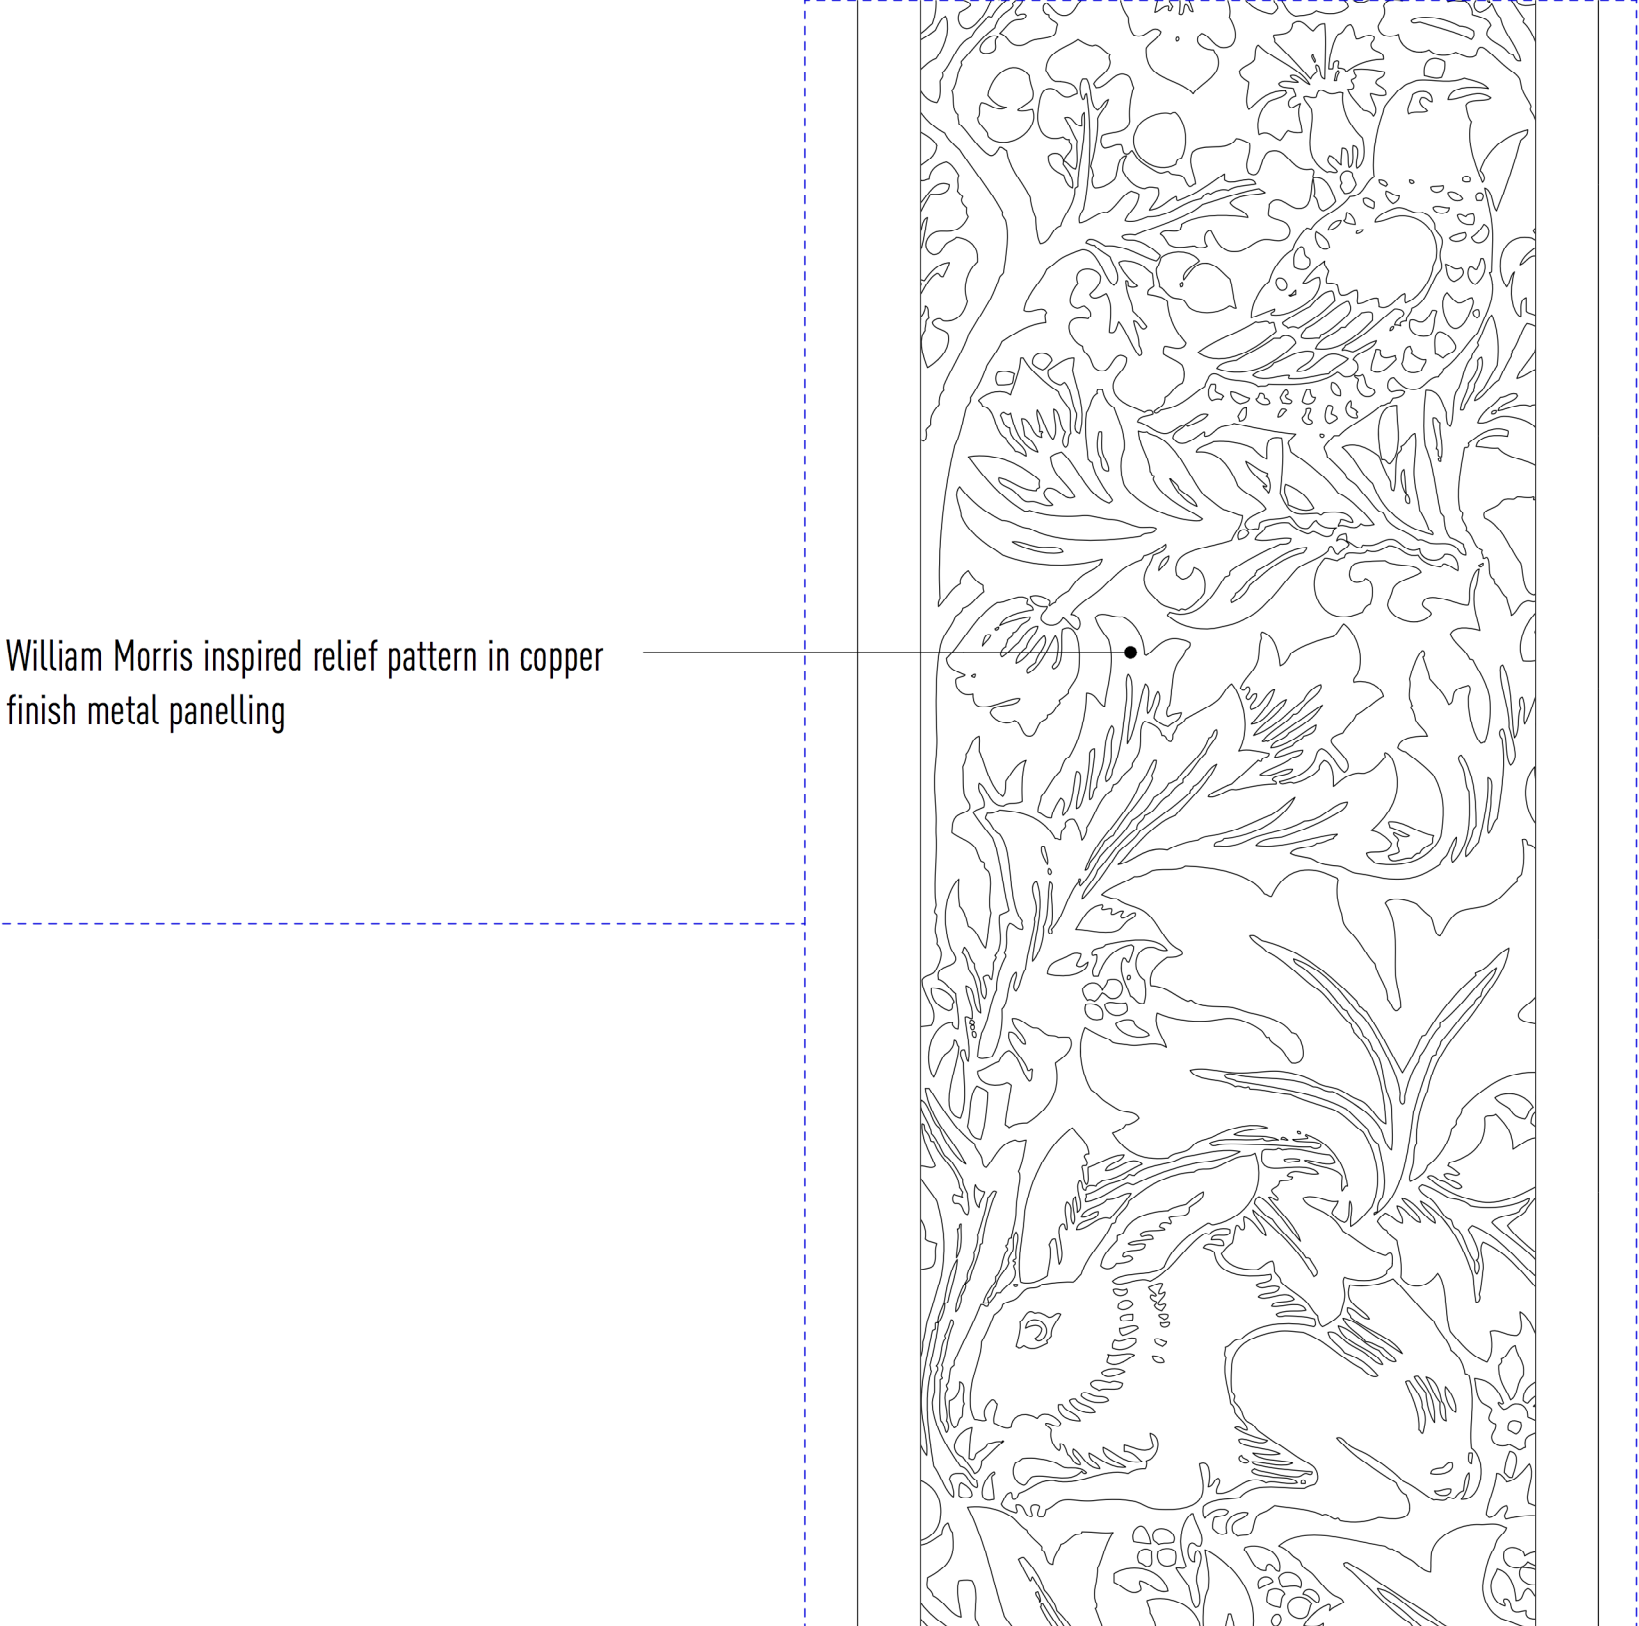 William Morris inspired relief pattern in copper
finish metal panelling